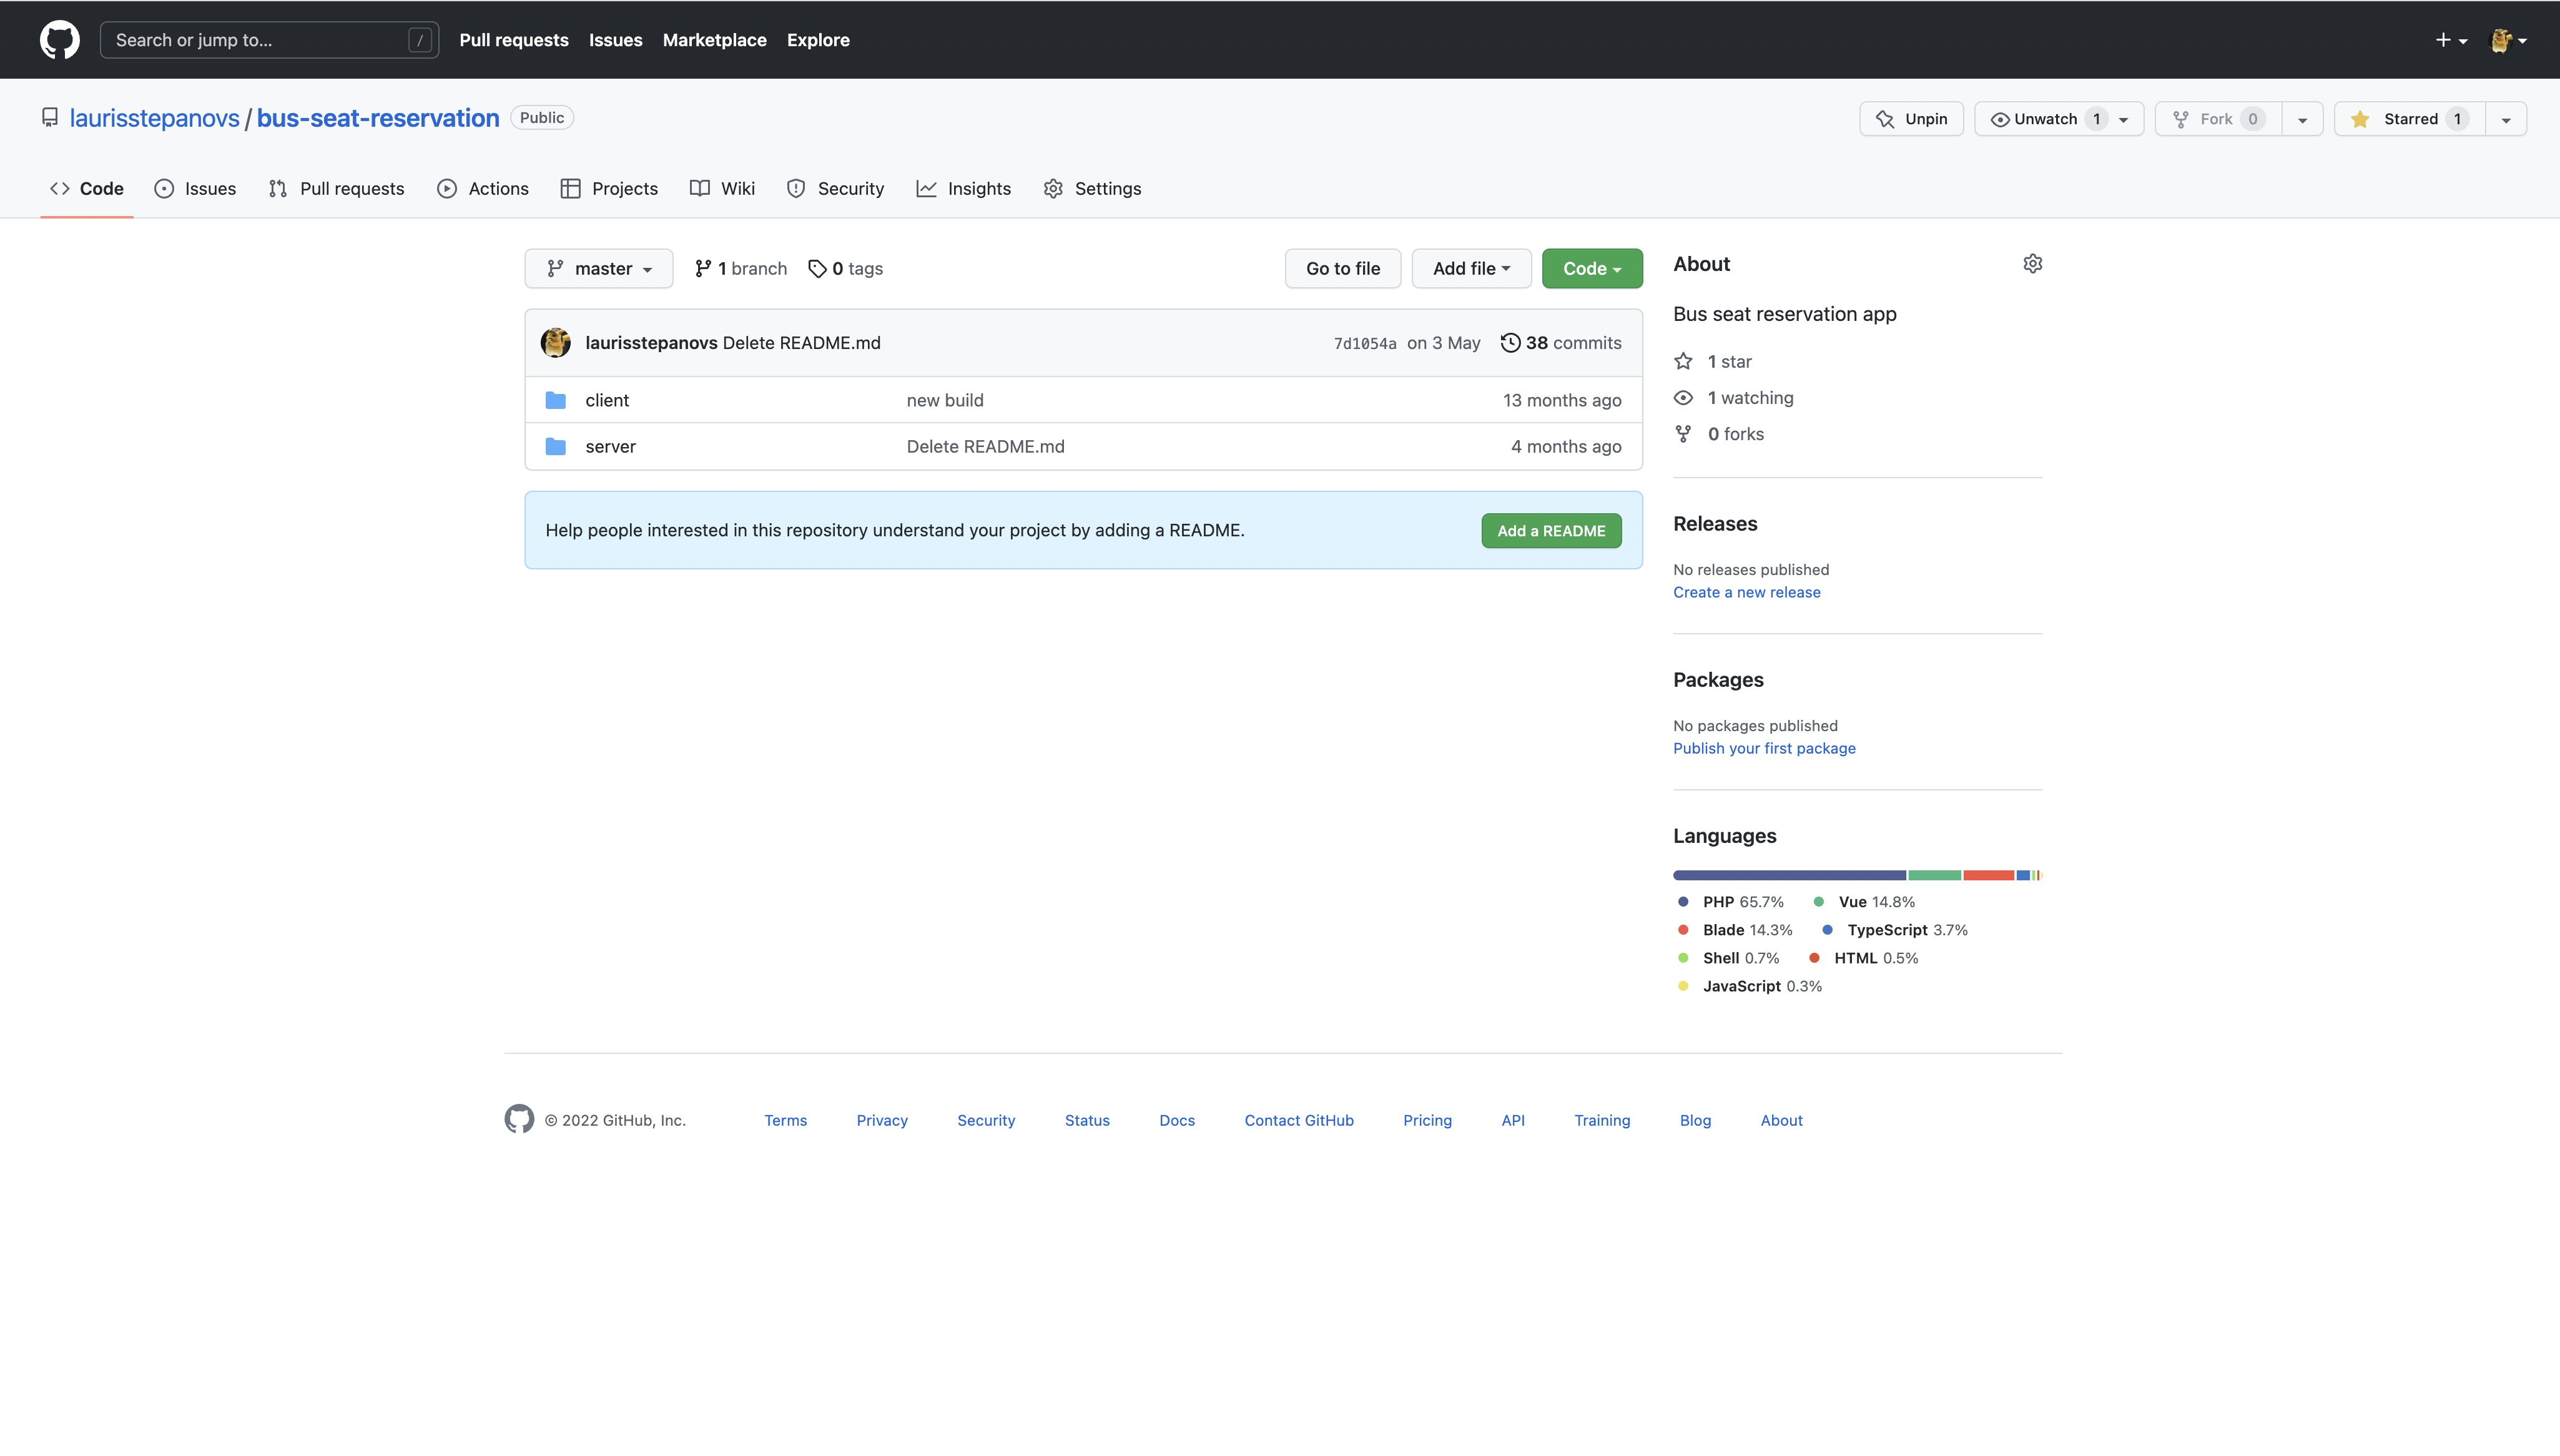 Search or jump to... / Pull requests Issues Marketplace Explore
laurisstepanovs / bus-seat-reservation Public Unpin Unwatch 1 Fork 0 Starred 1
Code Issues Pull requests Actions Projects Wiki Security Insights Settings
master 1 branch 0 tags Go to file Add file Code
laurisstepanovs Delete README.md 7d1054a on 3 May 38 commits
client new build 13 months ago
server Delete README.md 4 months ago
Help people interested in this repository understand your project by adding a README. Add a README
About
Bus seat reservation app
1 star
1 watching
0 forks
Releases
No releases published
Create a new release
Packages
No packages published
Publish your first package
Languages
PHP 65.7% Vue 14.8%
Blade 14.3% TypeScript 3.7%
Shell 0.7% HTML 0.5%
JavaScript 0.3%
© 2022 GitHub, Inc. Terms Privacy Security Status Docs Contact GitHub Pricing API Training Blog About